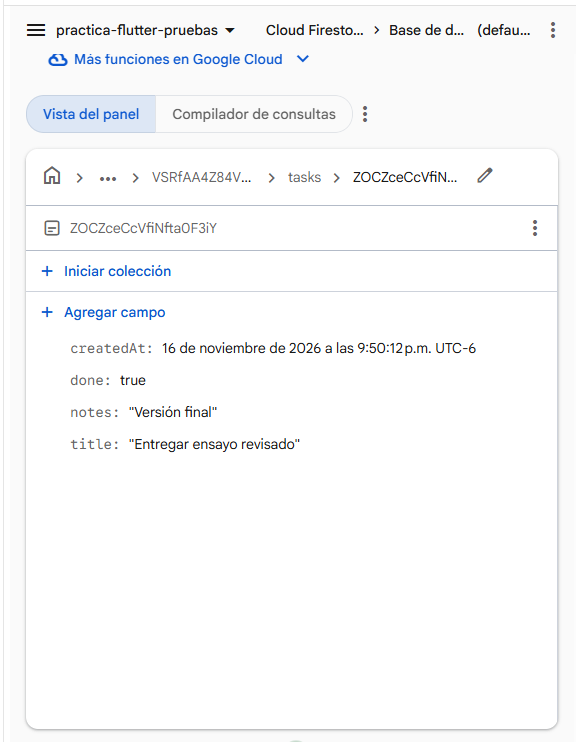 practica-flutter-pruebas Cloud Firesto... > Base de d... (defau...
Más funciones en Google Cloud
Vista del panel Compilador de consultas
> ••• > VSRfAA4Z84V... > tasks > ZOCZceCcVfiN...
ZOCZceCcVfiNfta0F3iY
+ Iniciar colección
+ Agregar campo
createdAt: 16 de noviembre de 2026 a las 9:50:12 p.m. UTC-6
done: true
notes: "Versión final"
title: "Entregar ensayo revisado"